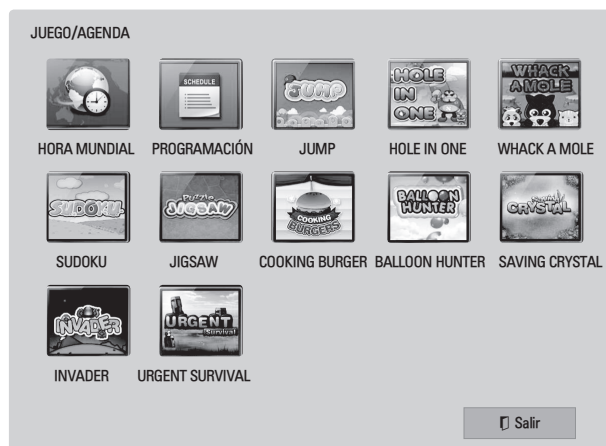 JUEGO/AGENDA
SCHEDULE
JUMP
HOLE IN ONE
WHACK A MOLE
HORA MUNDIAL PROGRAMACIÓN JUMP HOLE IN ONE WHACK A MOLE
SUDOKU
Puzzle JIGSAW
COOKING BURGERS
BALLOON HUNTER
CRYSTAL
SUDOKU JIGSAW COOKING BURGER BALLOON HUNTER SAVING CRYSTAL
INVADER
URGENT Survival
INVADER URGENT SURVIVAL
Salir